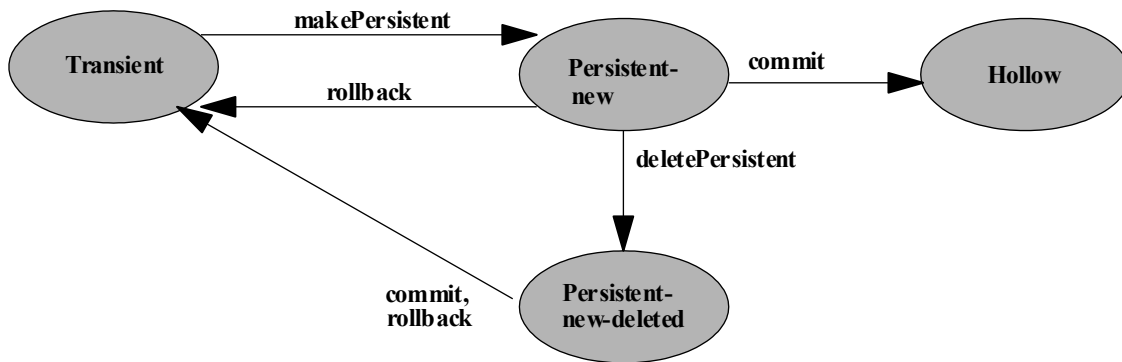 makePersistent
Transient
Persistent-
new
commit
Hollow
rollback
deletePersistent
commit,
rollback
Persistent-
new-deleted